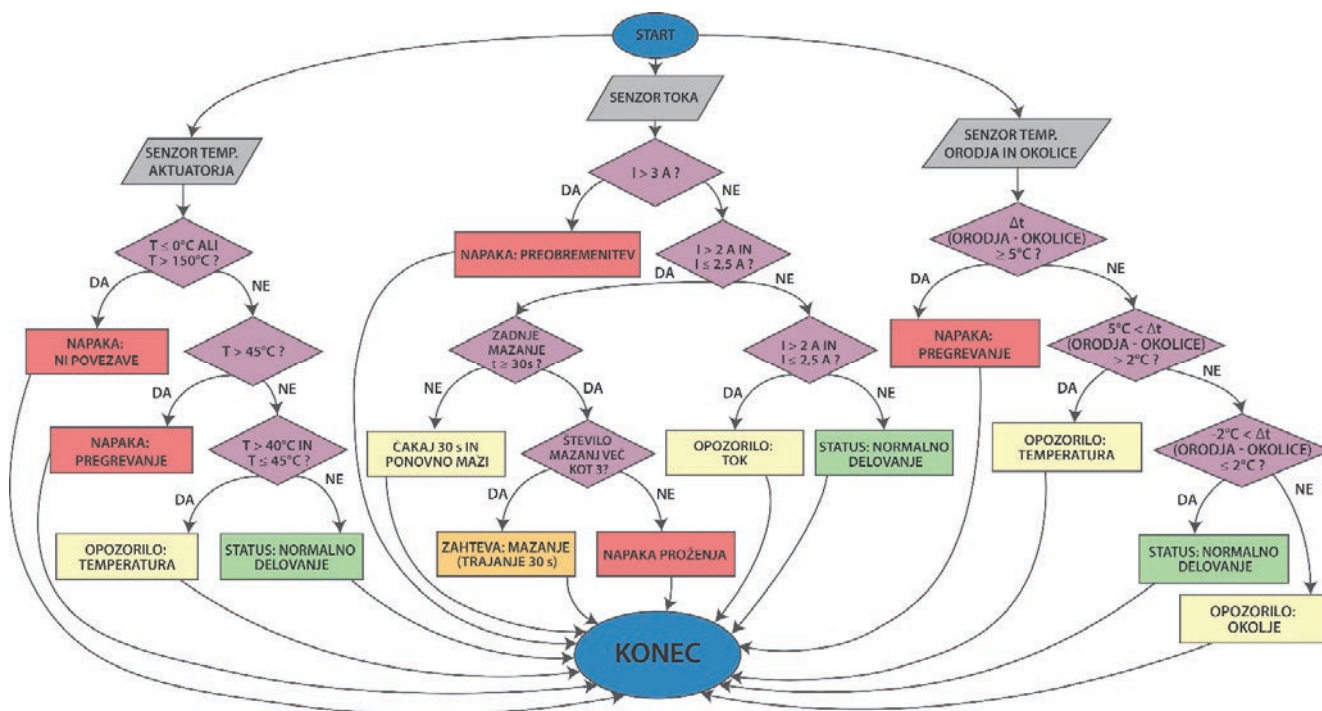 START
SENZOR TEMP.
AKTUATORJA
T ≤ 0°C ALI
T > 150°C ?
DA
NE
NAPAKA:
NI POVEZAVE
T > 45°C ?
DA
NE
NAPAKA:
PREGREVANJE
T > 40°C IN
T ≤ 45°C ?
DA
NE
OPOZORILO:
TEMPERATURA
STATUS: NORMALNO
DELOVANJE
SENZOR TOKA
I > 3 A ?
DA
NE
NAPAKA: PREOBREMENITEV
I > 2 A IN
I ≤ 2,5 A ?
DA
NE
ZADNJE
MAZANJE
t ≥ 30s ?
NE
DA
ČAKAJ 30 s IN
PONOVNO MAZI
ŠTEVILO
MAZANJ VEČ
KOT 3?
DA
NE
ZAHTEVA: MAZANJE
(TRAJANJE 30 s)
NAPAKA PROŽENJA
I > 2 A IN
I ≤ 2,5 A ?
DA
NE
OPOZORILO:
TOK
STATUS: NORMALNO
DELOVANJE
SENZOR TEMP.
ORODJA IN OKOLICE
Δt
(ORODJA - OKOLICE)
≥ 5°C ?
DA
NE
NAPAKA:
PREGREVANJE
5°C < Δt
(ORODJA - OKOLICE)
> 2°C ?
DA
NE
OPOZORILO:
TEMPERATURA
-2°C < Δt
(ORODJA - OKOLICE)
≤ 2°C ?
DA
NE
STATUS: NORMALNO
DELOVANJE
OPOZORILO:
OKOLJE
KONEC